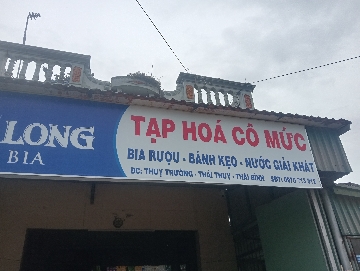 LONG
BIA
TẠP HOÁ CÔ MỨC
BIA RƯỢU - BÁNH KẸO - NƯỚC GIẢI KHÁT
ĐC: THUỴ TRƯỜNG - THÁI THUỴ - THÁI BÌNH